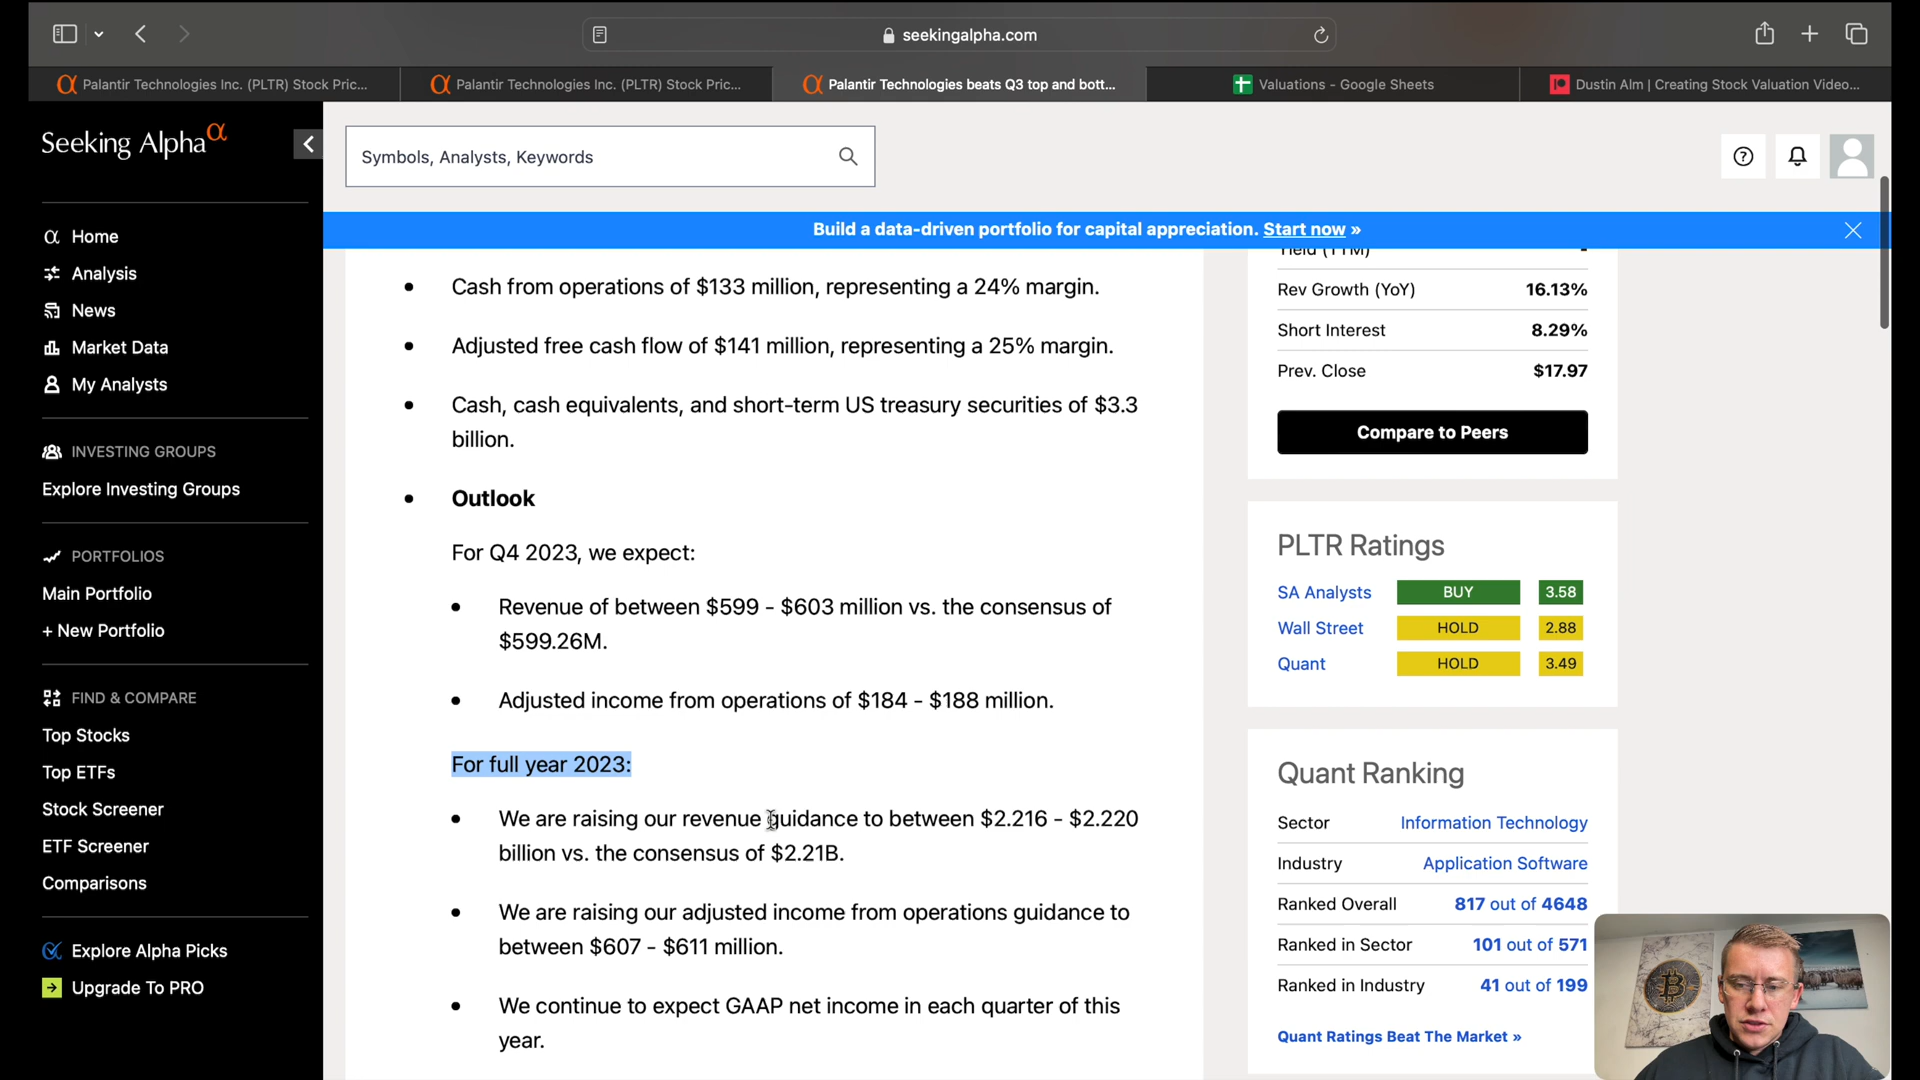 seekingalpha.com
Palantir Technologies Inc. (PLTR) Stock Pric...
Palantir Technologies Inc. (PLTR) Stock Pric...
Palantir Technologies beats Q3 top and bott...
Valuations - Google Sheets
Dustin Alm | Creating Stock Valuation Video...
Seeking Alpha α
Symbols, Analysts, Keywords
Build a data-driven portfolio for capital appreciation. Start now »
Home
Analysis
News
Market Data
My Analysts
INVESTING GROUPS
Explore Investing Groups
PORTFOLIOS
Main Portfolio
+ New Portfolio
FIND & COMPARE
Top Stocks
Top ETFs
Stock Screener
ETF Screener
Comparisons
Explore Alpha Picks
Upgrade To PRO
• Cash from operations of $133 million, representing a 24% margin.
• Adjusted free cash flow of $141 million, representing a 25% margin.
• Cash, cash equivalents, and short-term US treasury securities of $3.3
billion.
• Outlook
For Q4 2023, we expect:
• Revenue of between $599 - $603 million vs. the consensus of
$599.26M.
• Adjusted income from operations of $184 - $188 million.
For full year 2023:
• We are raising our revenue guidance to between $2.216 - $2.220
billion vs. the consensus of $2.21B.
• We are raising our adjusted income from operations guidance to
between $607 - $611 million.
• We continue to expect GAAP net income in each quarter of this
year.
Yield (TTM) -
Rev Growth (YoY) 16.13%
Short Interest 8.29%
Prev. Close $17.97
Compare to Peers
PLTR Ratings
SA Analysts BUY 3.58
Wall Street HOLD 2.88
Quant HOLD 3.49
Quant Ranking
Sector Information Technology
Industry Application Software
Ranked Overall 817 out of 4648
Ranked in Sector 101 out of 571
Ranked in Industry 41 out of 199
Quant Ratings Beat The Market »